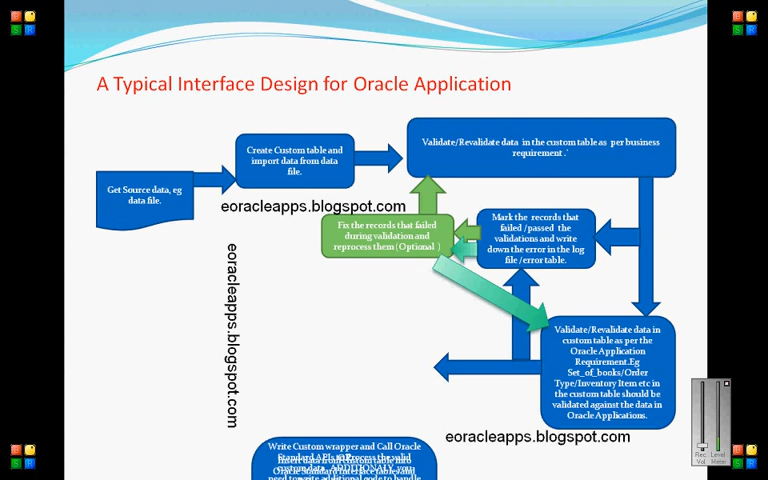 A Typical Interface Design for Oracle Application
Create Custom table and
import data from data
file.
Validate/Revalidate data in the custom table as per business
requirement .'
Get Source data, eg
data file.
eoracleapps.blogspot.com
Fix the records that failed
during validation and
reprocess them (Optional )
Mark the records that
failed /passed the
validations and write
down the error in the log
file /error table.
eoracleapps.blogspot.com
Validate/Revalidate data in
custom table as per the
Oracle Application
Requirement.Eg
Set_of_books/Order
Type/Inventory Item etc in
the custom table should be
validated against the data in
Oracle Applications.
eoracleapps.blogspot.com
Write Custom wrapper and Call Oracle
Rec Vol
Level Meter